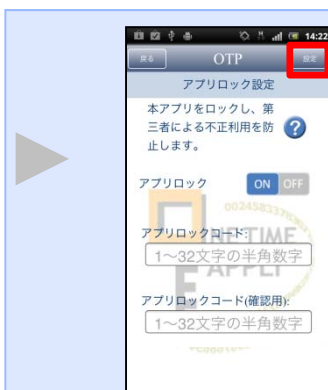 14:22
戻る OTP 設定
アプリロック設定
本アプリをロックし、第
三者による不正利用を防
止します。
アプリロック ON OFF
アプリロックコード:
1～32文字の半角数字
アプリロックコード(確認用):
1～32文字の半角数字